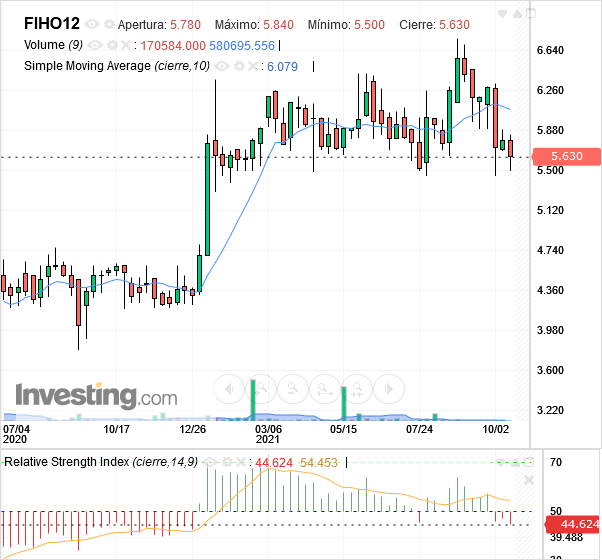 FIHO12 Apertura: 5.780 Máximo: 5.840 Mínimo: 5.500 Cierre: 5.630
Volume (9) : 170584.000 580695.556
Simple Moving Average (cierre,10) : 6.079
6.640
6.260
5.880
5.630
5.500
5.120
4.740
4.360
3.980
3.600
3.220
Investing.com
07/04 10/17 12/26 03/06 05/15 07/24 10/02
2020 2021
Relative Strength Index (cierre,14,9) : 44.624 54.453
70
50
44.624
39.488